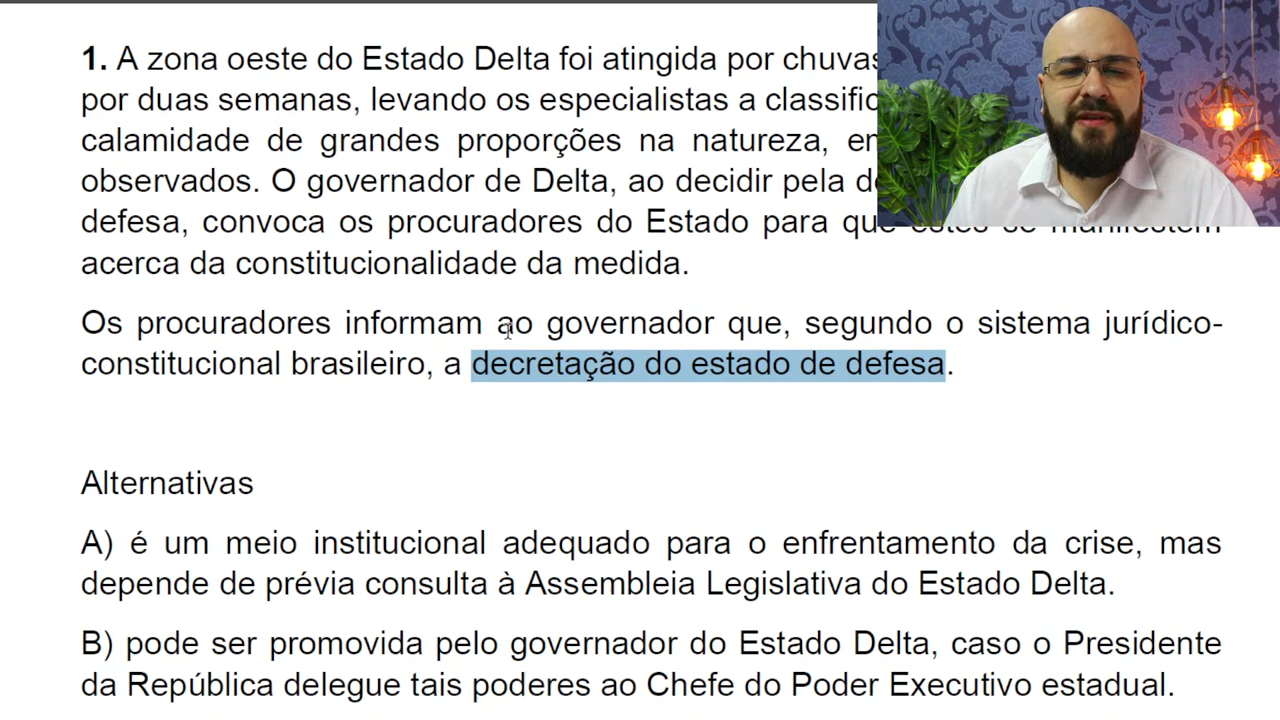 1. A zona oeste do Estado Delta foi atingida por chuvas
por duas semanas, levando os especialistas a
calamidade de grandes proporções na natureza,
observados. O governador de Delta, ao decidir pela
defesa, convoca os procuradores do Estado para que estes se manifestem
acerca da constitucionalidade da medida.
Os procuradores informam ao governador que, segundo o sistema jurídico-
constitucional brasileiro, a decretação do estado de defesa.
Alternativas
A) é um meio institucional adequado para o enfrentamento da crise, mas
depende de prévia consulta à Assembleia Legislativa do Estado Delta.
B) pode ser promovida pelo governador do Estado Delta, caso o Presidente
da República delegue tais poderes ao Chefe do Poder Executivo estadual.